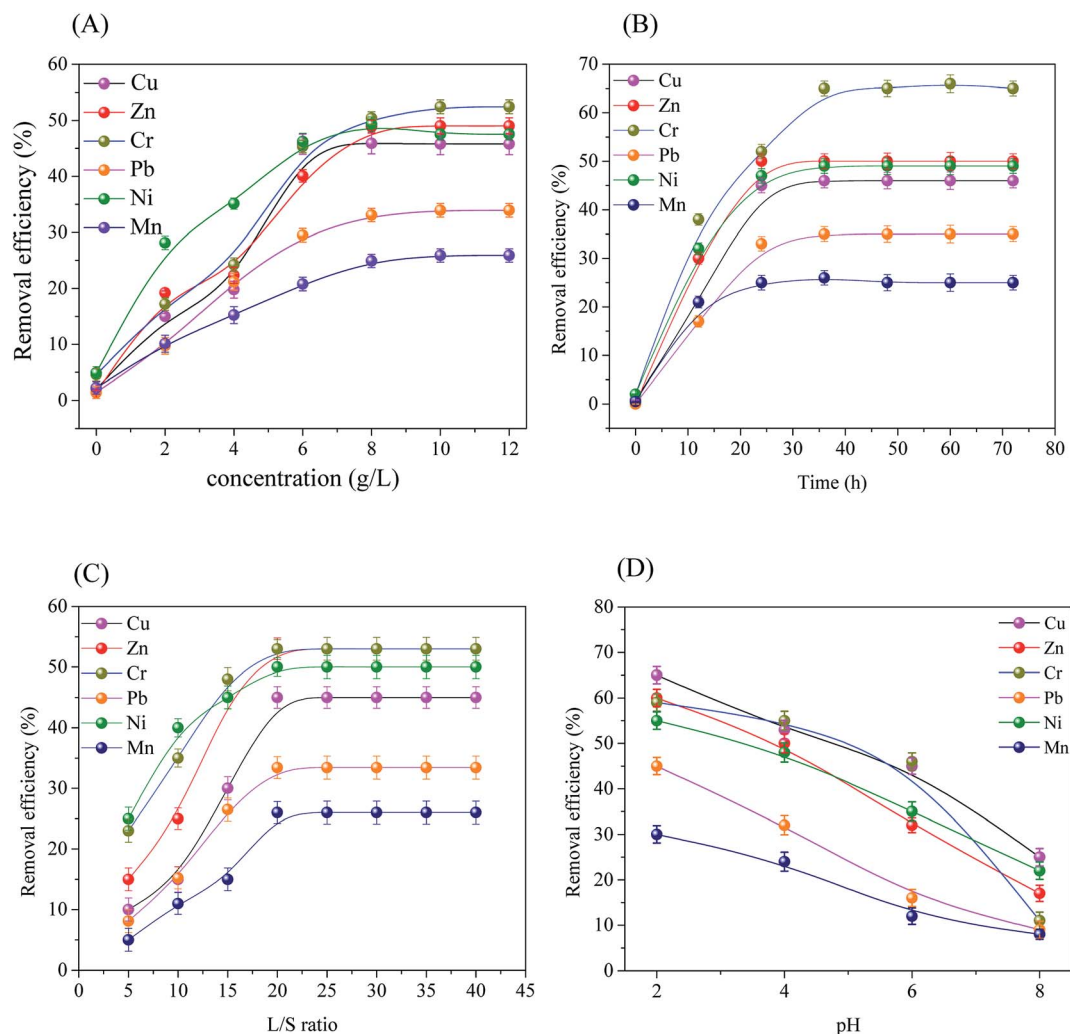 (A)
60
50
40
30
20
10
0
Removal efficiency (%)
Cu
Zn
Cr
Pb
Ni
Mn
0 2 4 6 8 10 12
concentration (g/L)
(B)
70
60
50
40
30
20
10
0
Removal efficiency (%)
Cu
Zn
Cr
Pb
Ni
Mn
0 10 20 30 40 50 60 70 80
Time (h)
(C)
60
50
40
30
20
10
0
Removal efficiency (%)
Cu
Zn
Cr
Pb
Ni
Mn
5 10 15 20 25 30 35 40 45
L/S ratio
(D)
80
70
60
50
40
30
20
10
0
Removal efficiency (%)
Cu
Zn
Cr
Pb
Ni
Mn
2 4 6 8
pH